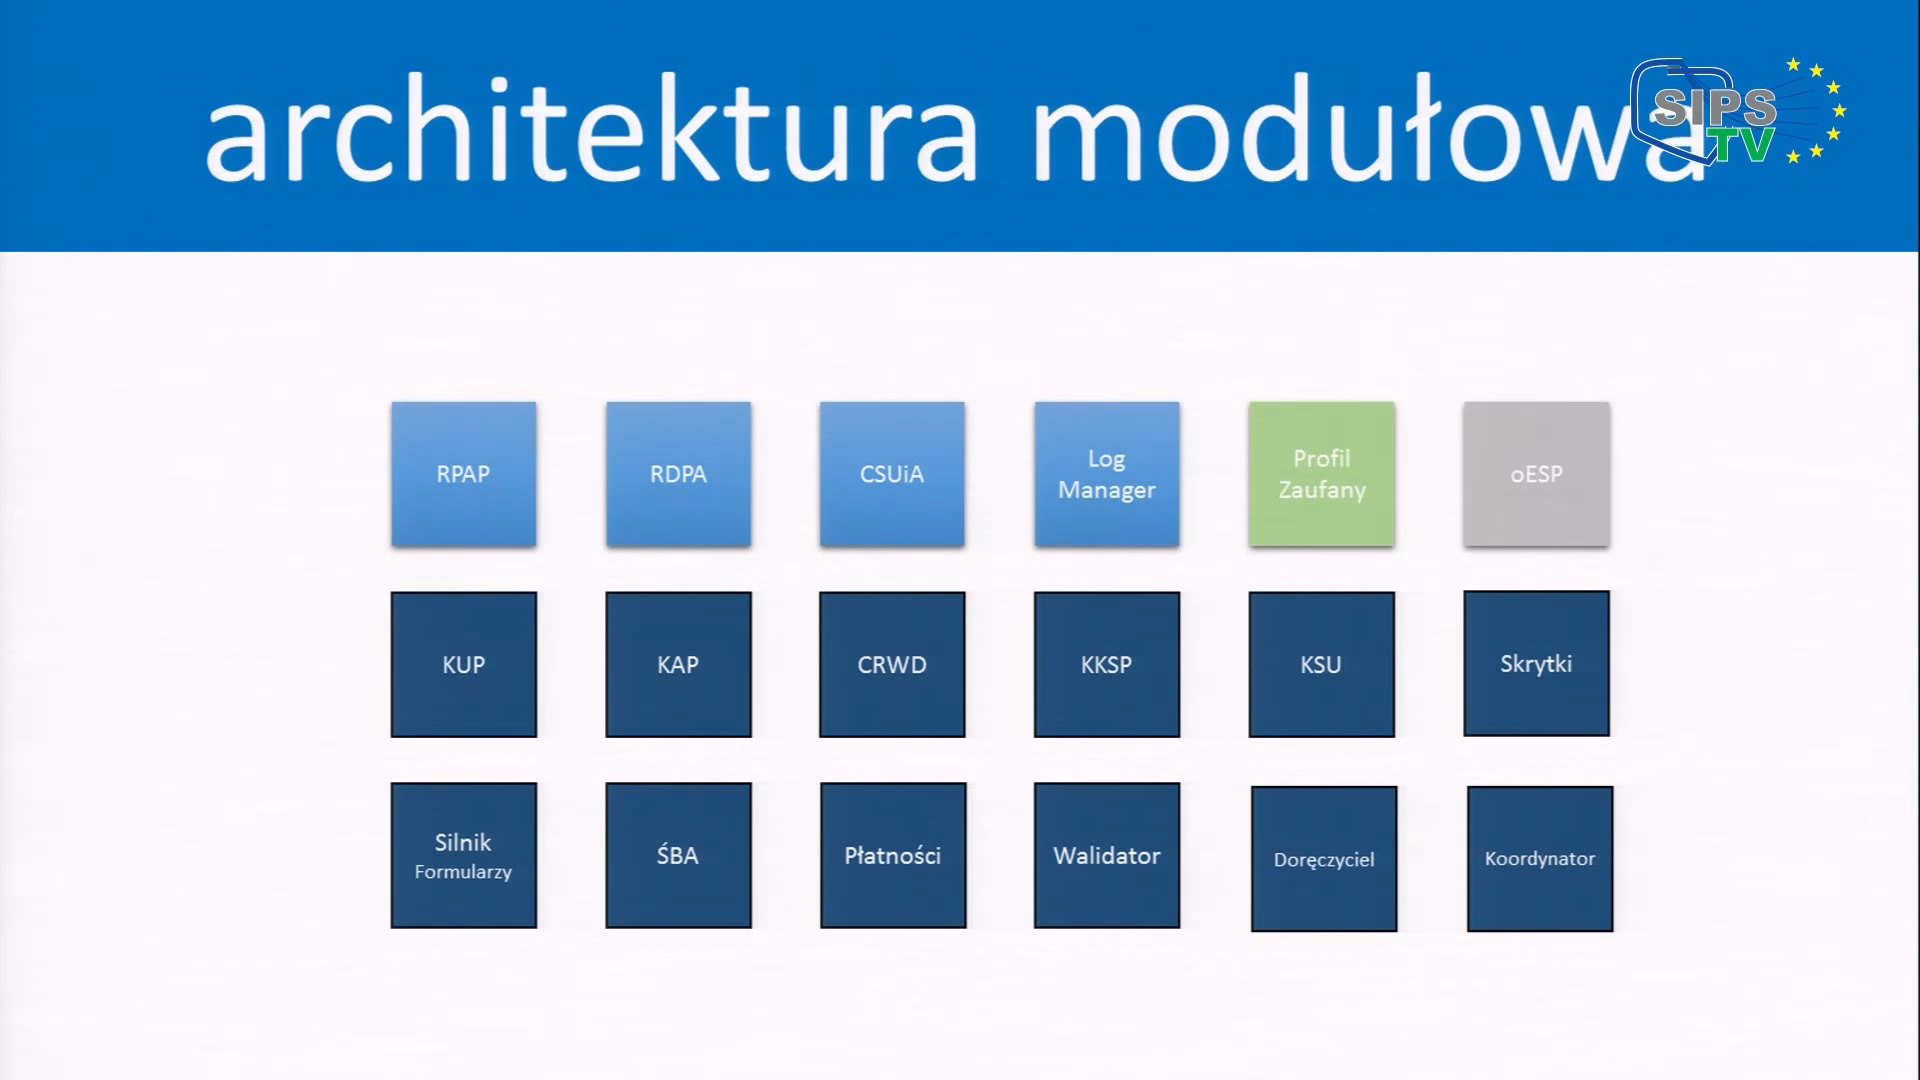 architektura modułowa
SIPS
TV
RPAP
RDPA
CSUiA
Log
Manager
Profil
Zaufany
oESP
KUP
KAP
CRWD
KKSP
KSU
Skrytki
Silnik
Formularzy
ŚBA
Płatności
Walidator
Doręczyciel
Koordynator